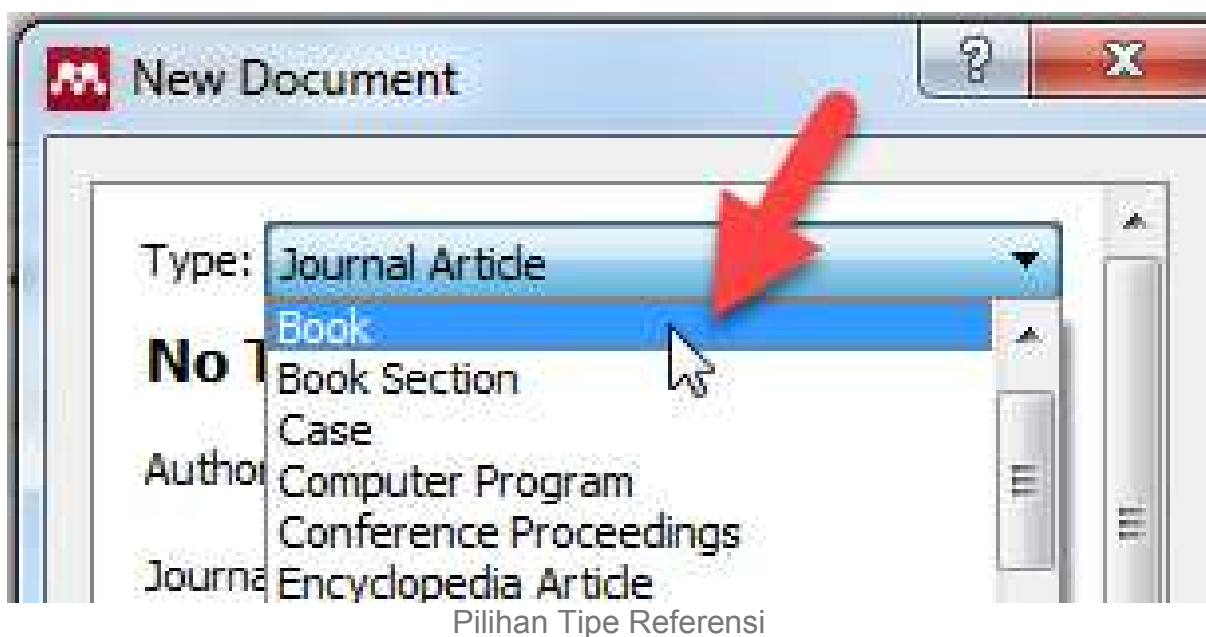 New Document
Type: Journal Article
Book
No T
Book Section
Case
Autho
Computer Program
Conference Proceedings
Journa
Encyclopedia Article
Pilihan Tipe Referensi